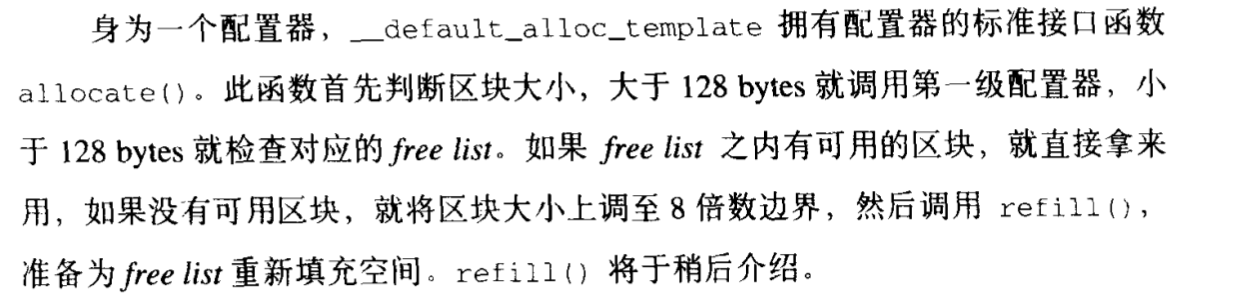 身为一个配置器，__default_alloc_template 拥有配置器的标准接口函数
allocate()。此函数首先判断区块大小，大于 128 bytes 就调用第一级配置器，小
于 128 bytes 就检查对应的 free list。如果 free list 之内有可用的区块，就直接拿来
用，如果没有可用区块，就将区块大小上调至 8 倍数边界，然后调用 refill()，
准备为 free list 重新填充空间。refill() 将于稍后介绍。